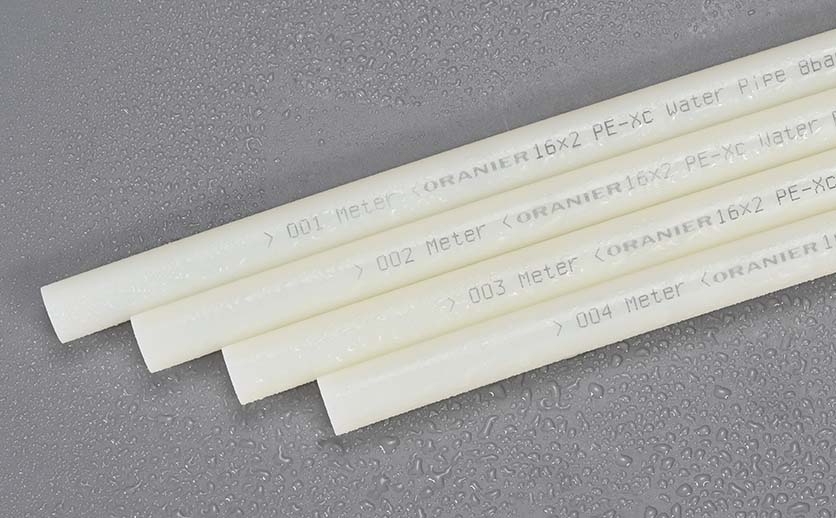 > 001 Meter < ORANIER 16x2 PE-Xc Water Pipe 8ba
> 002 Meter < ORANIER 16x2 PE-Xc Water
> 003 Meter < ORANIER 16x2 PE-Xc
> 004 Meter < ORANIER